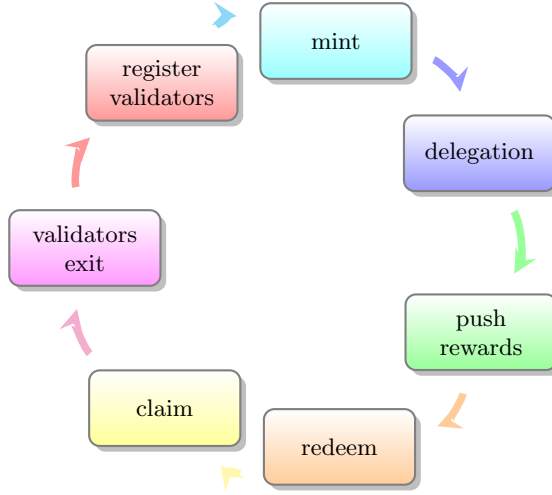 mint
register
validators
delegation
validators
exit
push
rewards
claim
redeem